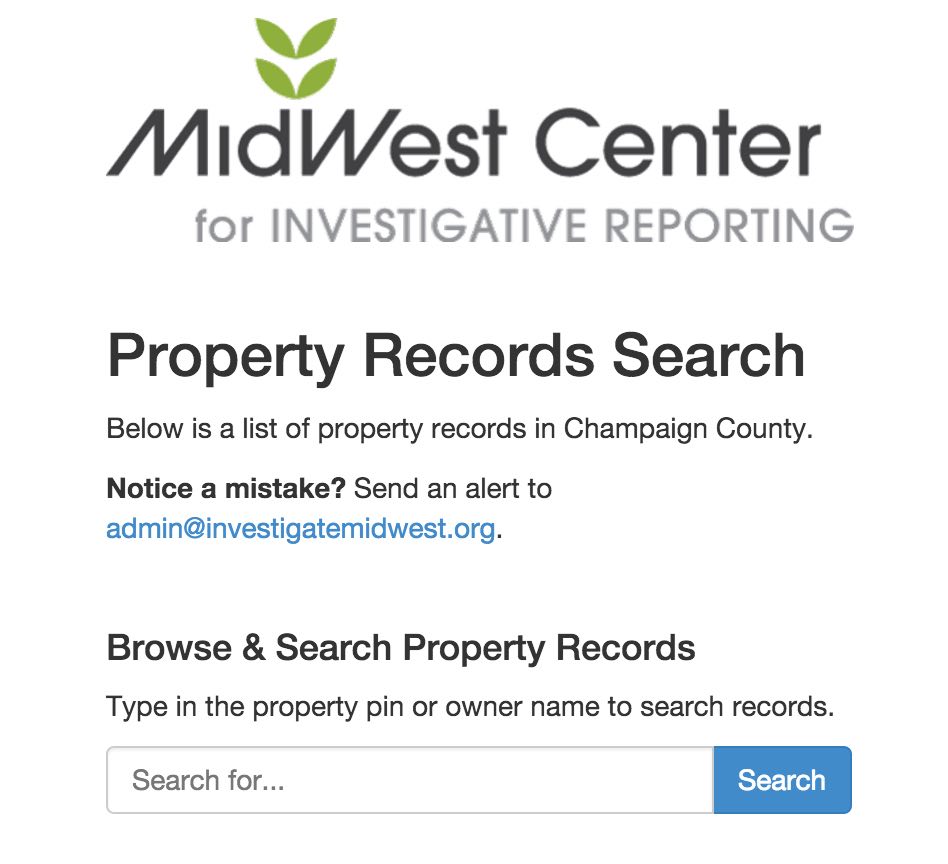 MidWest Center
for INVESTIGATIVE REPORTING
Property Records Search
Below is a list of property records in Champaign County.
Notice a mistake? Send an alert to
admin@investigatemidwest.org.
Browse & Search Property Records
Type in the property pin or owner name to search records.
Search for... Search